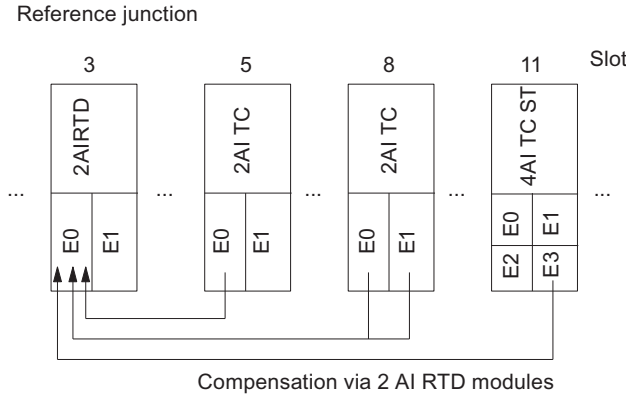 Reference junction
3 5 8 11 Slot
2AIRTD 2AI TC 2AI TC 4AI TC ST
... ... ... ... ...
E0 E1 E0 E1 E0 E1 E0 E1
E2 E3
Compensation via 2 AI RTD modules